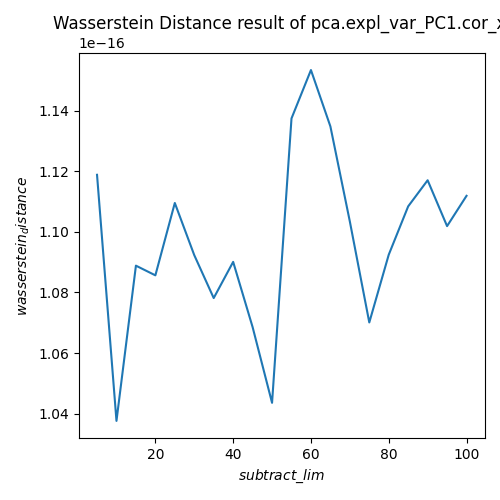 Wasserstein Distance result of pca.expl_var_PC1.cor_x
1e−16
1.14
1.12
1.10
1.08
1.06
1.04
wasserstein_distance
20 40 60 80 100
subtract_lim